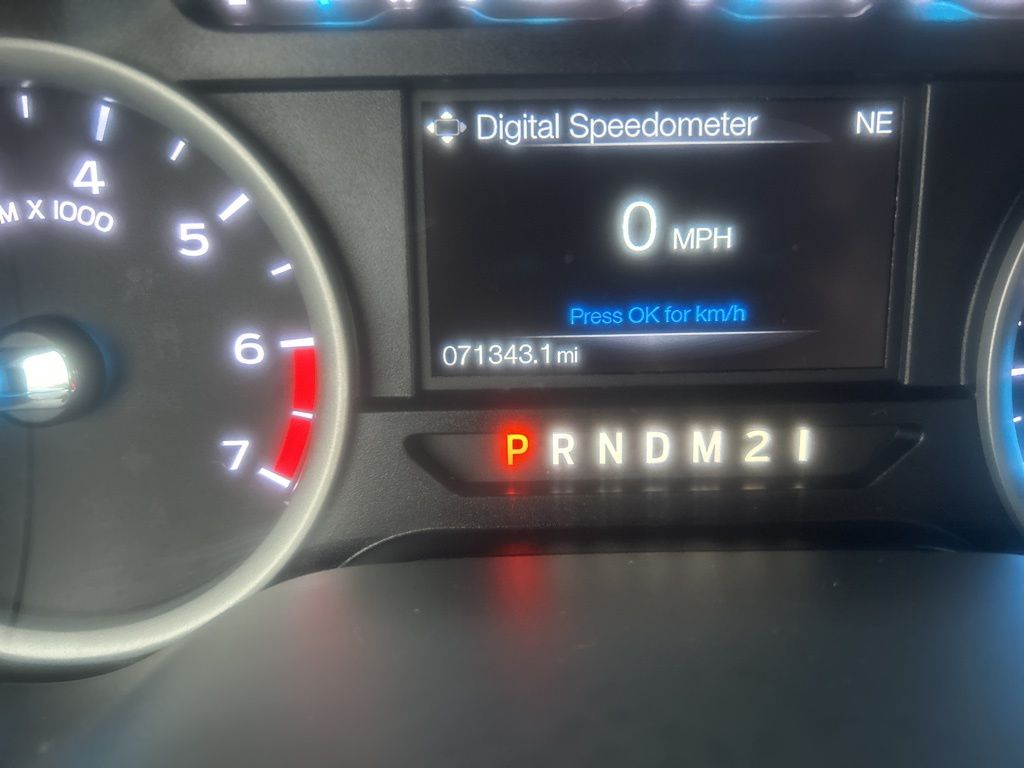 Digital Speedometer NE
4
M X 1000
5
0 MPH
Press OK for km/h
6
071343.1 mi
7
P R N D M 2 1